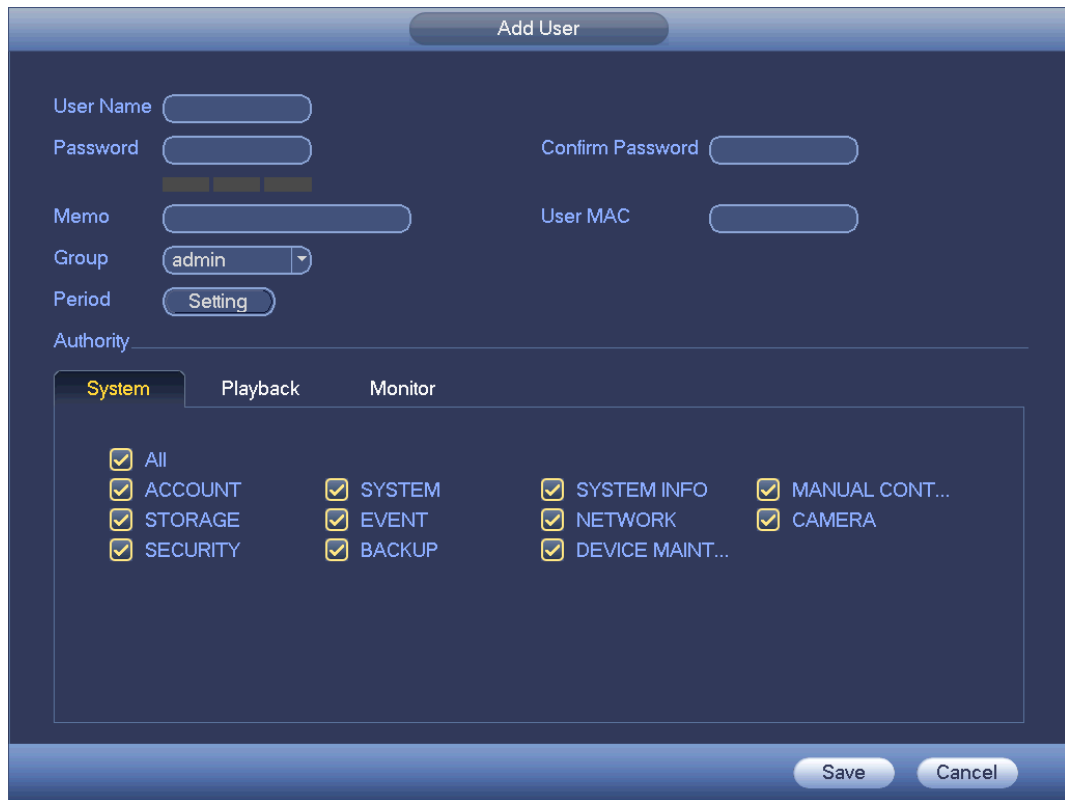 Add User
User Name
Password
Confirm Password
Memo
User MAC
Group
admin
Period
Setting
Authority
System
Playback
Monitor
All
ACCOUNT
SYSTEM
SYSTEM INFO
MANUAL CONT...
STORAGE
EVENT
NETWORK
CAMERA
SECURITY
BACKUP
DEVICE MAINT...
Save
Cancel